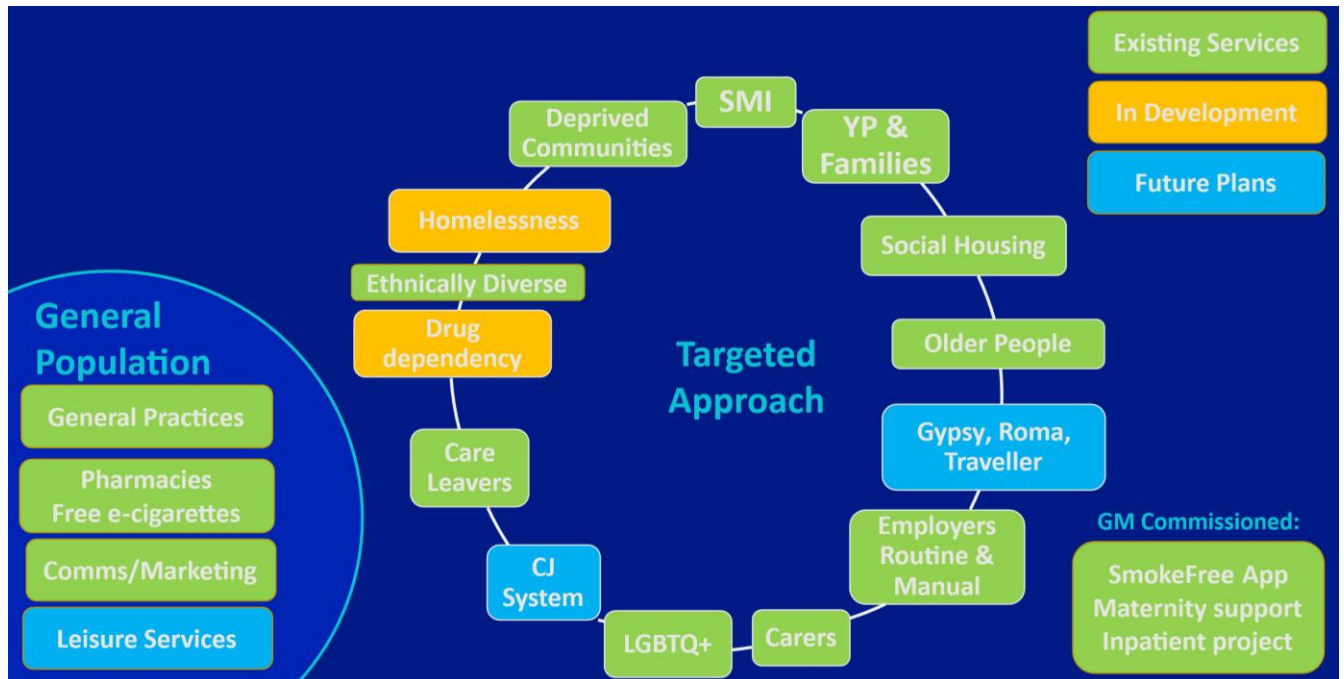 Existing Services
In Development
Future Plans
SMI
YP &
Families
Social Housing
Older People
Gypsy, Roma,
Traveller
Employers
Routine &
Manual
Carers
LGBTQ+
CJ
System
Care
Leavers
Drug
dependency
Ethnically Diverse
Homelessness
Deprived
Communities
Targeted
Approach
General
Population
General Practices
Pharmacies
Free e-cigarettes
Comms/Marketing
Leisure Services
GM Commissioned:
SmokeFree App
Maternity support
Inpatient project